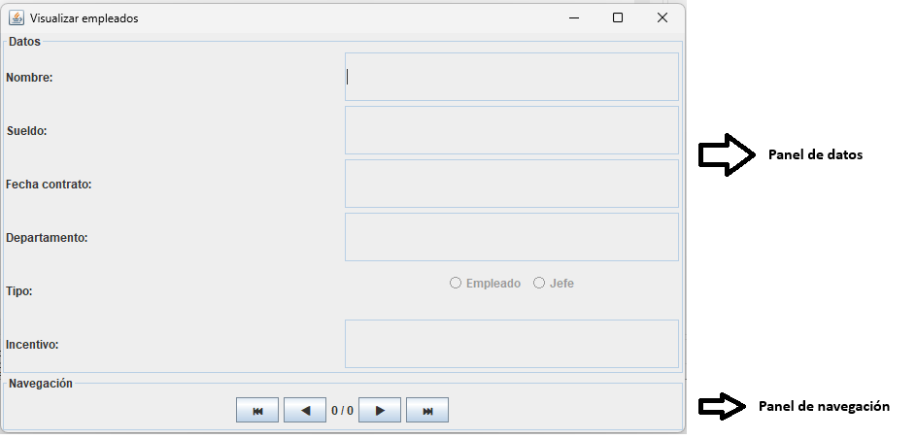 Visualizar empleados
Datos
Nombre:
Sueldo:
Panel de datos
Fecha contrato:
Departamento:
Tipo:
Empleado Jefe
Incentivo:
Navegación
0 / 0
Panel de navegación